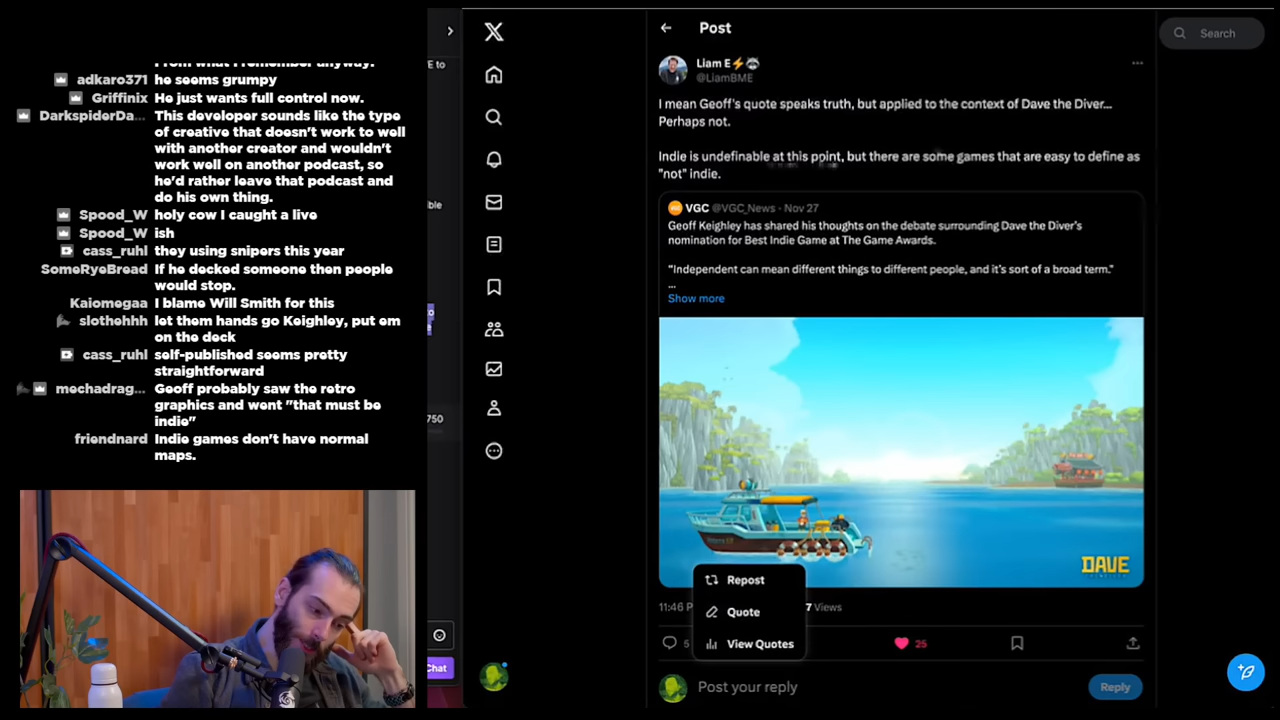 I from what I remember anyway.
adkaro371 he seems grumpy
Griffinix He just wants full control now.
DarkspiderDa... This developer sounds like the type
of creative that doesn't work to well
with another creator and wouldn't
work well on another podcast, so
he'd rather leave that podcast and
do his own thing.
Spood_W holy cow I caught a live
Spood_W ish
cass_ruhl they using snipers this year
SomeRyeBread If he decked someone then people
would stop.
Kaiomegaa I blame Will Smith for this
slothehhh let them hands go Keighley, put em
on the deck
cass_ruhl self-published seems pretty
straightforward
mechadrag... Geoff probably saw the retro
graphics and went "that must be
indie"
friendnard Indie games don't have normal
maps.
E to
ble
750
Chat
Post
Search
Liam E
@LiamBME
I mean Geoff's quote speaks truth, but applied to the context of Dave the Diver...
Perhaps not.
Indie is undefinable at this point, but there are some games that are easy to define as
"not" indie.
VGC @VGC_News · Nov 27
Geoff Keighley has shared his thoughts on the debate surrounding Dave the Diver's
nomination for Best Indie Game at The Game Awards.
"Independent can mean different things to different people, and it's sort of a broad term."
...
Show more
DAVE
Repost
Quote
View Quotes
11:46 P
7 Views
5
25
Post your reply
Reply